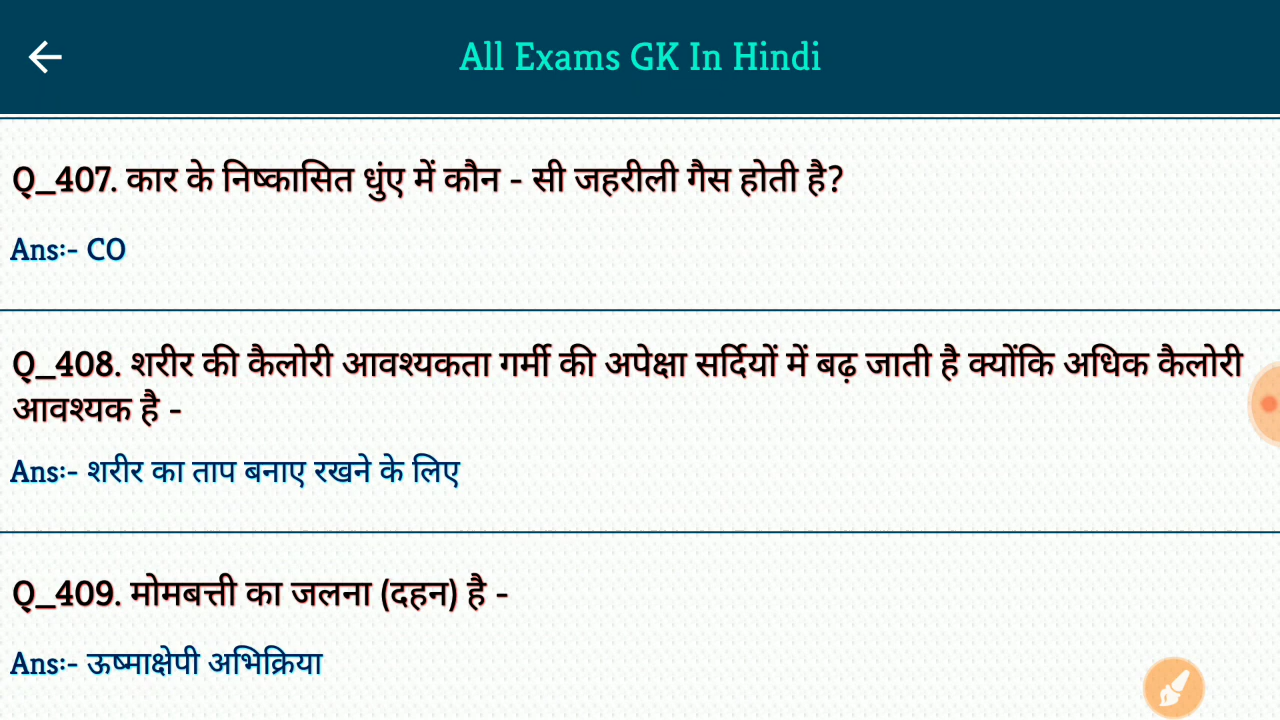 All Exams GK In Hindi
Q_407. कार के निष्कासित धुंए में कौन - सी जहरीली गैस होती है?
Ans:- CO
Q_408. शरीर की कैलोरी आवश्यकता गर्मी की अपेक्षा सर्दियों में बढ़ जाती है क्योंकि अधिक कैलोरी
आवश्यक है -
Ans:- शरीर का ताप बनाए रखने के लिए
Q_409. मोमबत्ती का जलना (दहन) है -
Ans:- ऊष्माक्षेपी अभिक्रिया